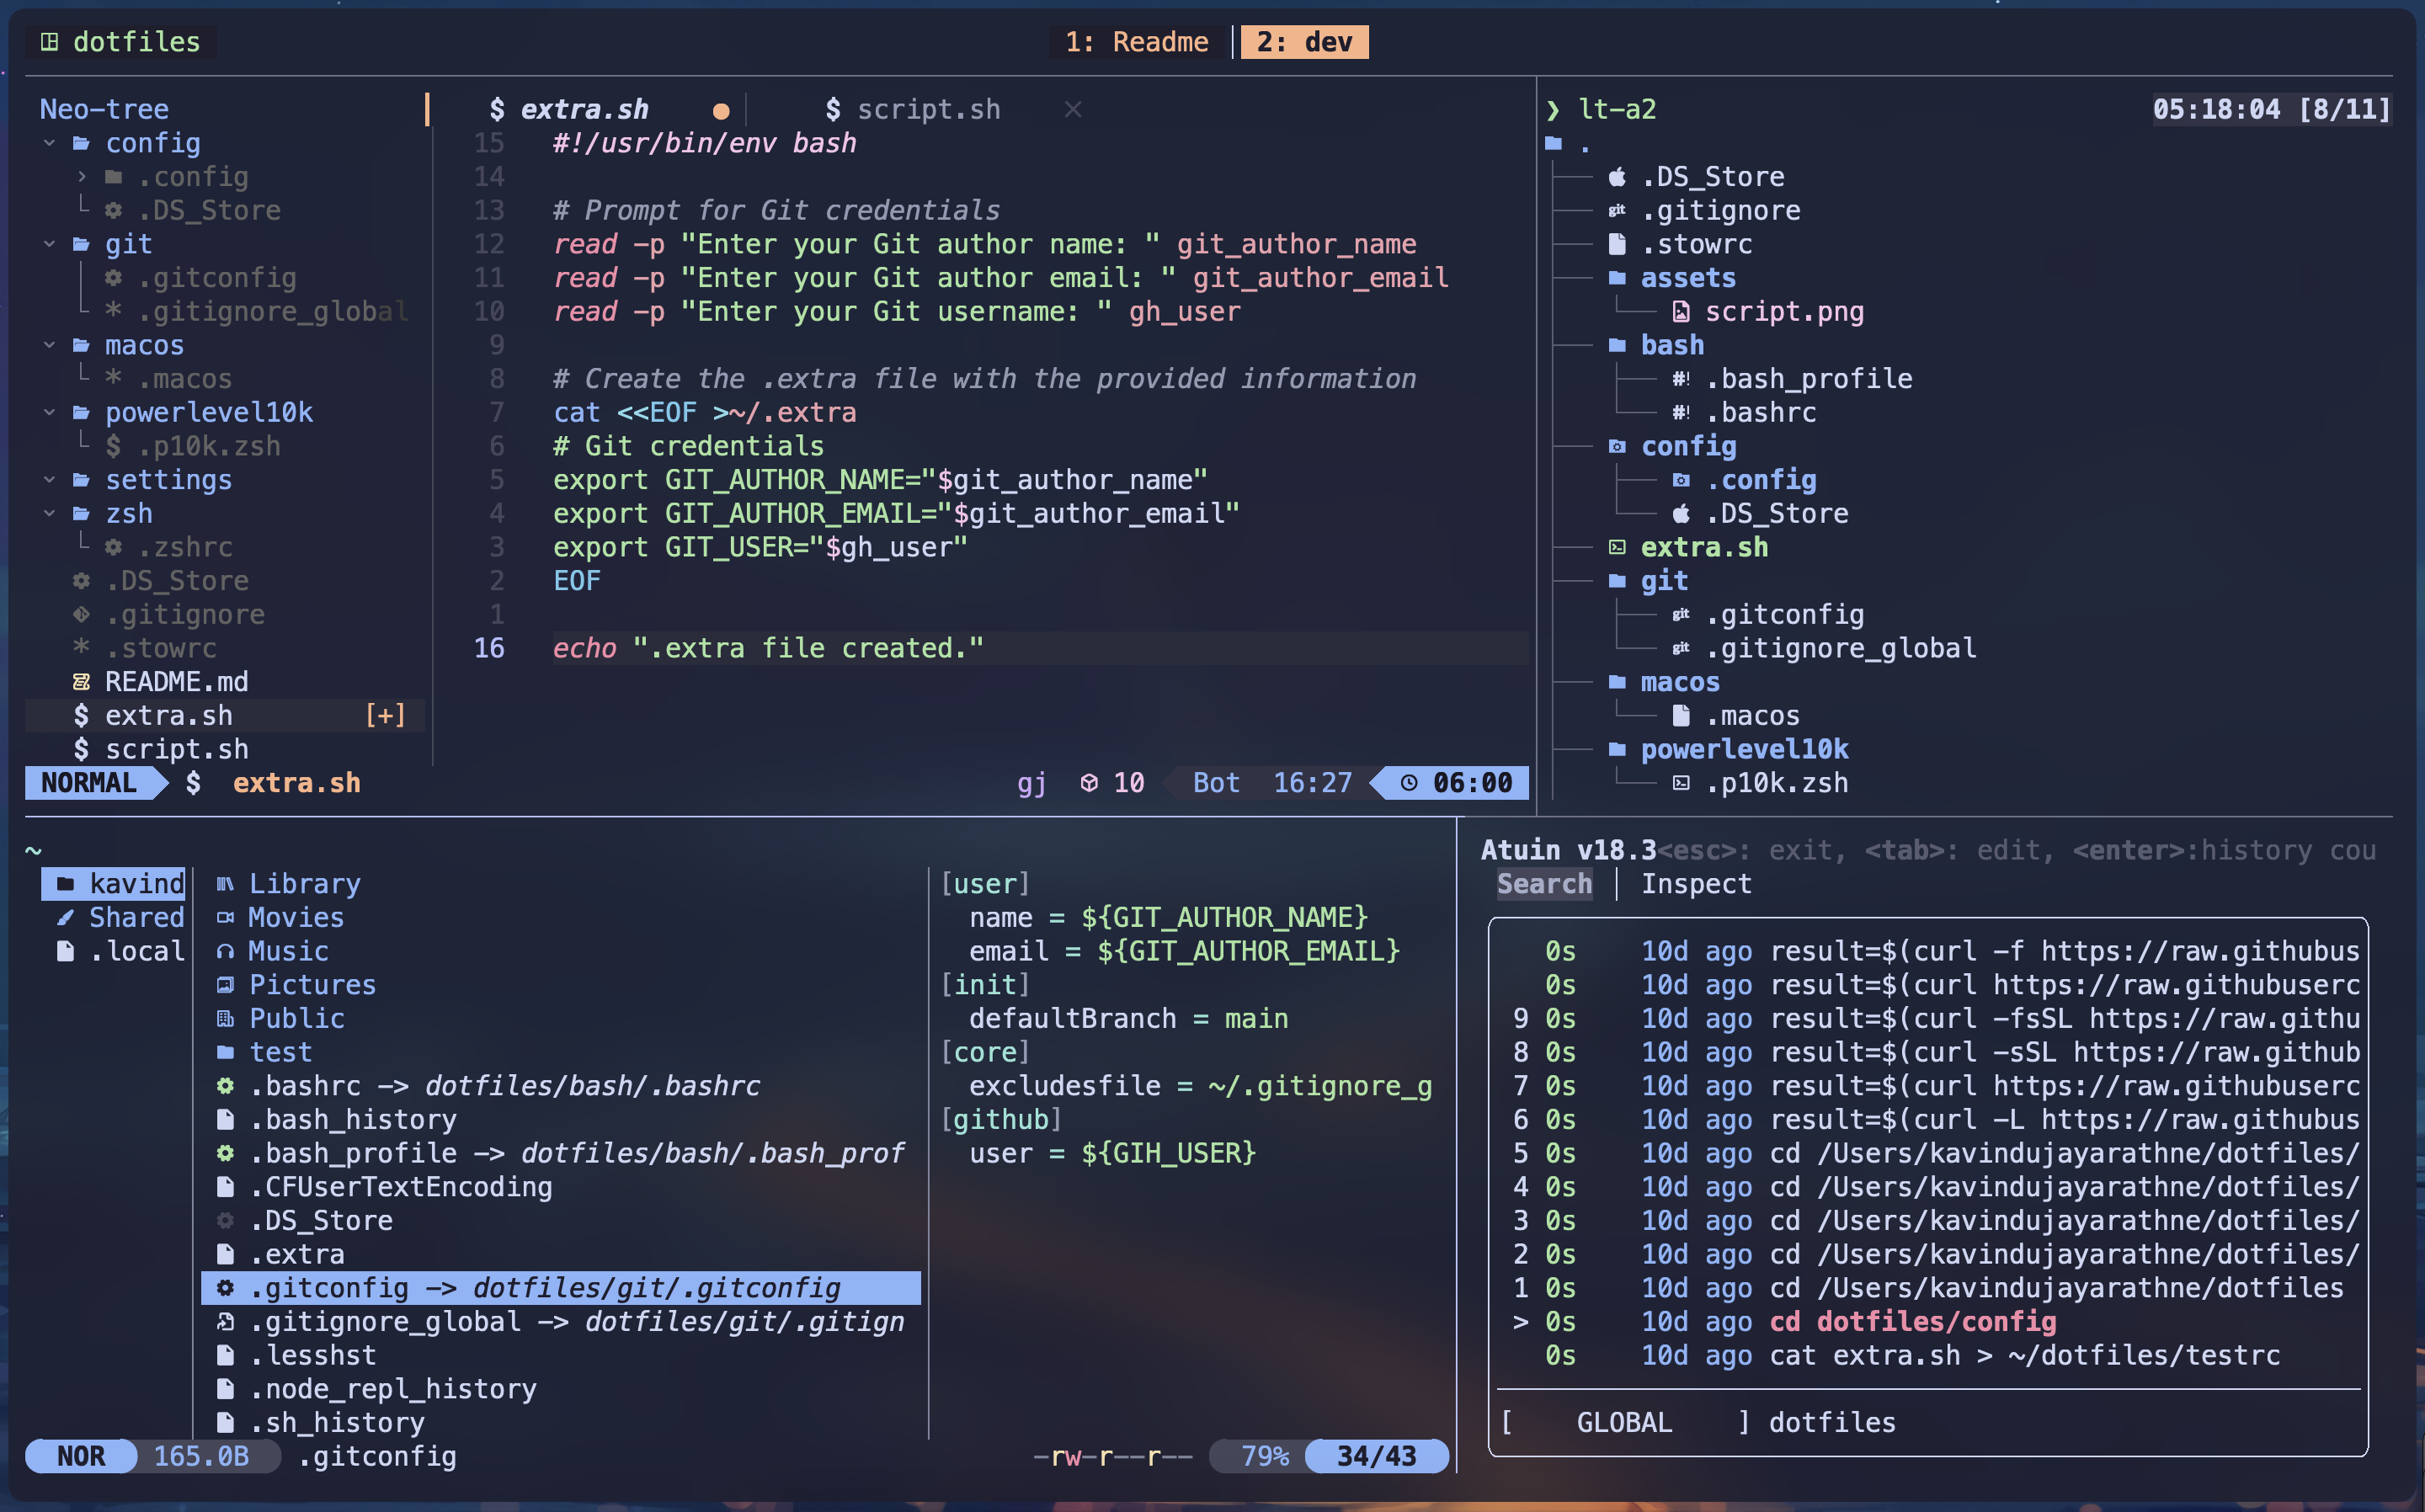 dotfiles
1: Readme
2: dev
Neo-tree
config
.config
.DS_Store
git
.gitconfig
.gitignore_global
macos
.macos
powerlevel10k
$ .p10k.zsh
settings
zsh
.zshrc
.DS_Store
.gitignore
* .stowrc
README.md
$ extra.sh [+]
$ script.sh
$ extra.sh ● $ script.sh ×
15 #!/usr/bin/env bash
14
13 # Prompt for Git credentials
12 read -p "Enter your Git author name: " git_author_name
11 read -p "Enter your Git author email: " git_author_email
10 read -p "Enter your Git username: " gh_user
9
8 # Create the .extra file with the provided information
7 cat <<EOF >~/.extra
6 # Git credentials
5 export GIT_AUTHOR_NAME="$git_author_name"
4 export GIT_AUTHOR_EMAIL="$git_author_email"
3 export GIT_USER="$gh_user"
2 EOF
1
16 echo ".extra file created."
NORMAL $ extra.sh gj 10 Bot 16:27 06:00
❯ lt-a2 05:18:04 [8/11]
.
.DS_Store
git .gitignore
.stowrc
assets
script.png
bash
#! .bash_profile
#! .bashrc
config
.config
.DS_Store
extra.sh
git
git .gitconfig
git .gitignore_global
macos
.macos
powerlevel10k
.p10k.zsh
~
kavind
Shared
.local
Library
Movies
Music
Pictures
Public
test
.bashrc -> dotfiles/bash/.bashrc
.bash_history
.bash_profile -> dotfiles/bash/.bash_prof
.CFUserTextEncoding
.DS_Store
.extra
.gitconfig -> dotfiles/git/.gitconfig
.gitignore_global -> dotfiles/git/.gitign
.lesshst
.node_repl_history
.sh_history
[user]
name = ${GIT_AUTHOR_NAME}
email = ${GIT_AUTHOR_EMAIL}
[init]
defaultBranch = main
[core]
excludesfile = ~/.gitignore_g
[github]
user = ${GIH_USER}
NOR 165.0B .gitconfig -rw-r--r-- 79% 34/43
Atuin v18.3<esc>: exit, <tab>: edit, <enter>:history cou
Search | Inspect
0s 10d ago result=$(curl -f https://raw.githubus
0s 10d ago result=$(curl https://raw.githubuserc
9 0s 10d ago result=$(curl -fsSL https://raw.githu
8 0s 10d ago result=$(curl -sSL https://raw.github
7 0s 10d ago result=$(curl https://raw.githubuserc
6 0s 10d ago result=$(curl -L https://raw.githubus
5 0s 10d ago cd /Users/kavindujayarathne/dotfiles/
4 0s 10d ago cd /Users/kavindujayarathne/dotfiles/
3 0s 10d ago cd /Users/kavindujayarathne/dotfiles/
2 0s 10d ago cd /Users/kavindujayarathne/dotfiles/
1 0s 10d ago cd /Users/kavindujayarathne/dotfiles
> 0s 10d ago cd dotfiles/config
0s 10d ago cat extra.sh > ~/dotfiles/testrc
[ GLOBAL ] dotfiles